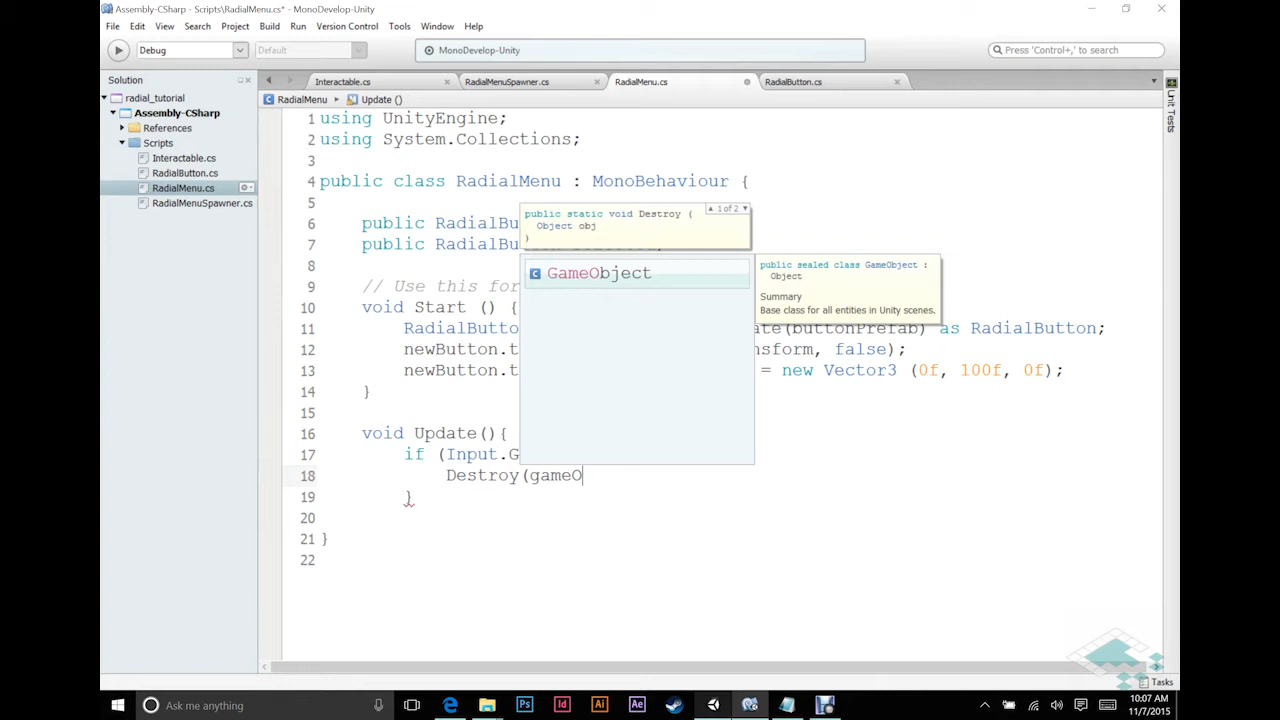 Assembly-CSharp - Scripts\RadialMenu.cs* - MonoDevelop-Unity
File Edit View Search Project Build Run Version Control Tools Window Help
Debug Default MonoDevelop-Unity Press 'Control+,' to search
Solution Interactable.cs RadialMenuSpawner.cs RadialMenu.cs RadialButton.cs
radial_tutorial RadialMenu Update ()
Assembly-CSharp
References
Scripts
Interactable.cs
RadialButton.cs
RadialMenu.cs
RadialMenuSpawner.cs
1 using UnityEngine;
2 using System.Collections;
3
4 public class RadialMenu : MonoBehaviour {
5
6 public RadialBu
7 public RadialBu
8
9 // Use this for
10 void Start () {
11 RadialButto ate(buttonPrefab) as RadialButton;
12 newButton.t nsform, false);
13 newButton.t = new Vector3 (0f, 100f, 0f);
14 }
15
16 void Update(){
17 if (Input.G
18 Destroy(gameO
19 }
20
21 }
22
1 of 2
public static void Destroy (
Object obj
)
GameObject
public sealed class GameObject :
Object
Summary
Base class for all entities in Unity scenes.
Unit Tests
Tasks
Ask me anything
Ps Id Ai Ae
10:07 AM
11/7/2015